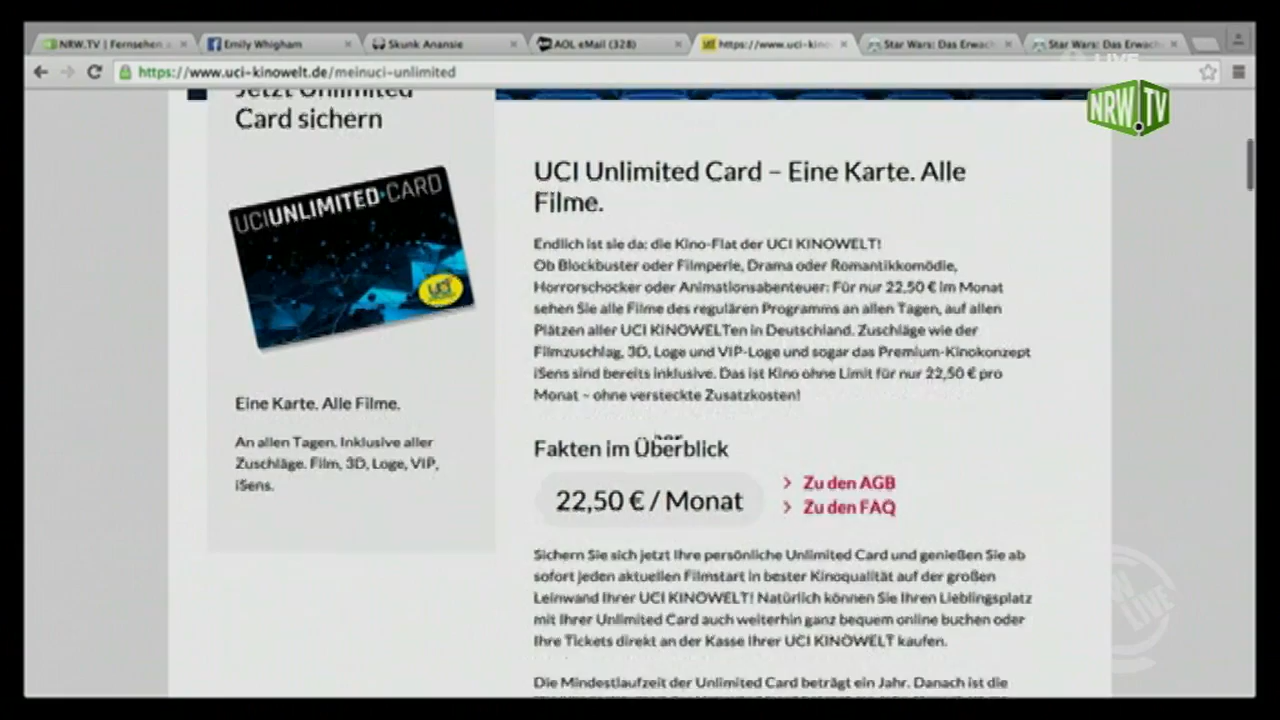 NRW.TV | Fernsehen
Emily Whigham
Skunk Anansie
AOL eMail (328)
https://www.uci-kino
Star Wars: Das Erwach
Star Wars: Das Erwach
https://www.uci-kinowelt.de/meinuci-unlimited
LIVE
NRW.TV
Jetzt Unlimited
Card sichern
UCIUNLIMITED CARD
UCI
Eine Karte. Alle Filme.
An allen Tagen. Inklusive aller
Zuschläge. Film, 3D, Loge, VIP,
iSens.
UCI Unlimited Card – Eine Karte. Alle
Filme.
Endlich ist sie da: die Kino-Flat der UCI KINOWELT!
Ob Blockbuster oder Filmperle, Drama oder Romantikkomödie,
Horrorschocker oder Animationsabenteuer: Für nur 22,50 € im Monat
sehen Sie alle Filme des regulären Programms an allen Tagen, auf allen
Plätzen aller UCI KINOWELTen in Deutschland. Zuschläge wie der
Filmzuschlag, 3D, Loge und VIP-Loge und sogar das Premium-Kinokonzept
iSens sind bereits inklusive. Das ist Kino ohne Limit für nur 22,50 € pro
Monat – ohne versteckte Zusatzkosten!
Fakten im Überblick
22,50 € / Monat
Zu den AGB
Zu den FAQ
Sichern Sie sich jetzt Ihre persönliche Unlimited Card und genießen Sie ab
sofort jeden aktuellen Filmstart in bester Kinoqualität auf der großen
Leinwand Ihrer UCI KINOWELT! Natürlich können Sie Ihren Lieblingsplatz
mit Ihrer Unlimited Card auch weiterhin ganz bequem online buchen oder
Ihre Tickets direkt an der Kasse Ihrer UCI KINOWELT kaufen.
Die Mindestlaufzeit der Unlimited Card beträgt ein Jahr. Danach ist die
LIVE